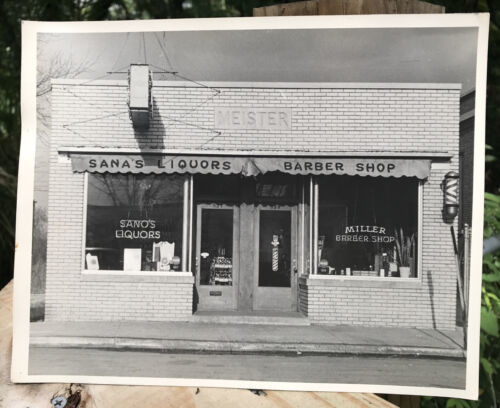 MEISTER
SANA'S LIQUORS
BARBER SHOP
SANO'S
LIQUORS
MILLER
BARBER SHOP